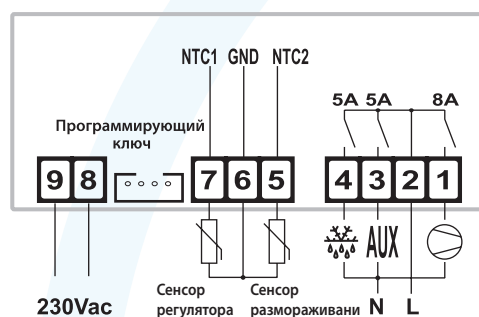 NTC1 GND NTC2
5A 5A 8A
Программирующий
ключ
9 8 7 6 5 4 3 2 1
AUX
Сенсор Сенсор
230Vac регулятора размораживани N L